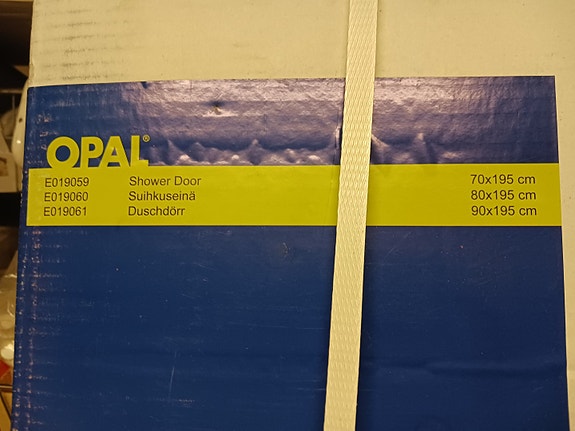 OPAL®
E019059 Shower Door 70x195 cm
E019060 Suihkuseinä 80x195 cm
E019061 Duschdörr 90x195 cm